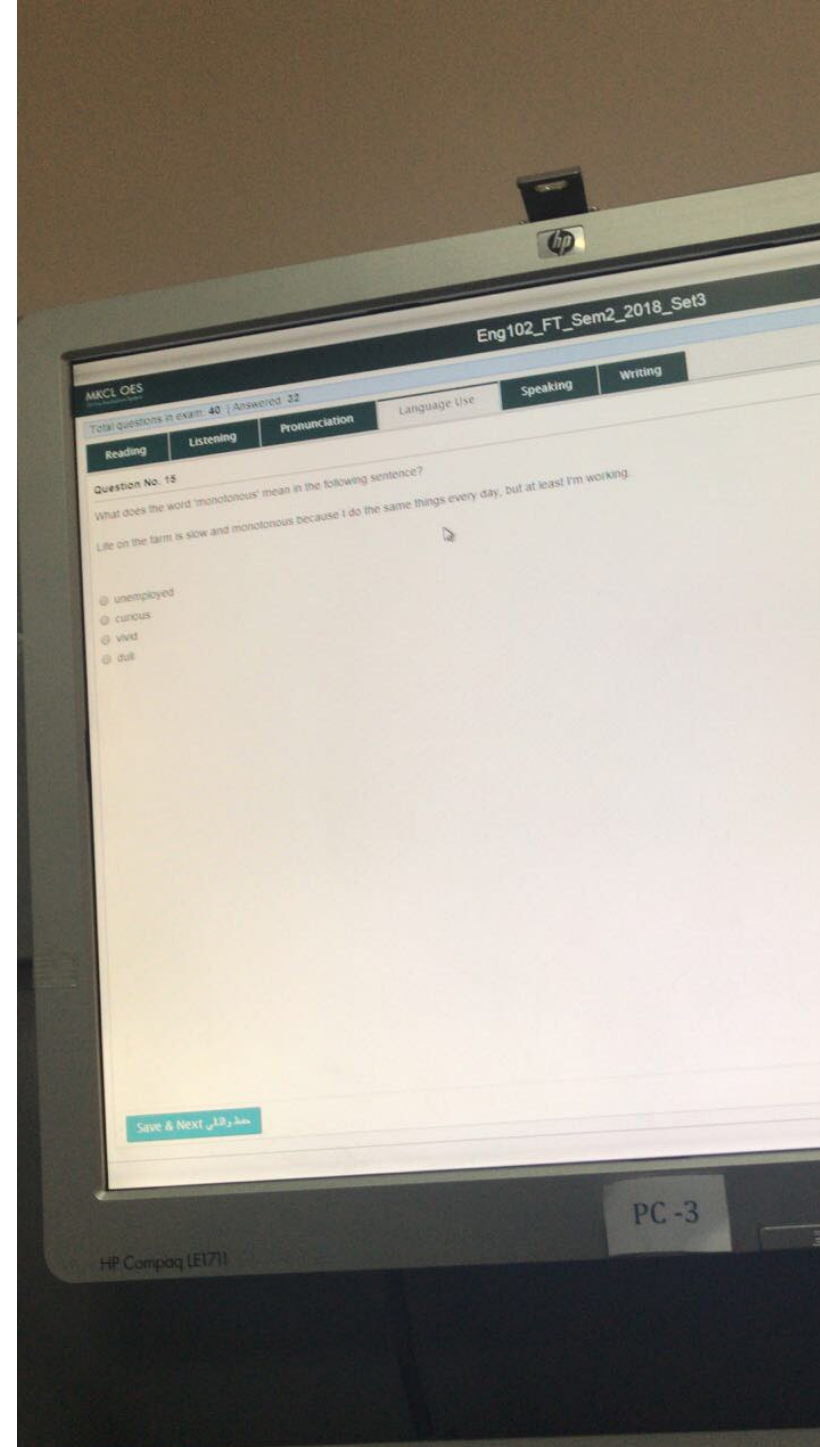 hp
Eng102_FT_Sem2_2018_Set3
MKCL OES
Total questions in exam: 40 | Answered: 22
Reading Listening Pronunciation Language Use Speaking Writing
Question No. 15
What does the word 'monotonous' mean in the following sentence?
Life on the farm is slow and monotonous because I do the same things every day, but at least I'm working.
unemployed
curious
vivid
dull
Save & Next حفظ والتالي
PC -3
HP Compaq LE1711